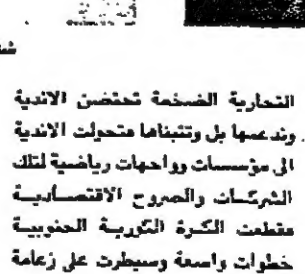 التجارية الضخمة تحتضن الاندية
وتدعمها بل وتتبناها فتحولت الاندية
الى مؤسسات وواجهات رياضية لتلك
الشركات والصروح الاقتصادية
فقطعت الكرة الكورية الجنوبية
خطوات واسعة وسيطرت على زعامة